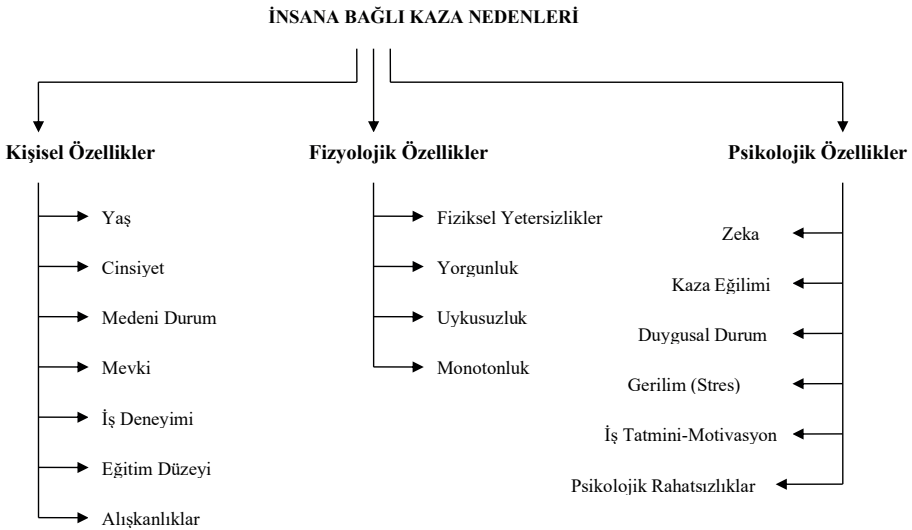 İNSANA BAĞLI KAZA NEDENLERİ
Kişisel Özellikler
Yaş
Cinsiyet
Medeni Durum
Mevki
İş Deneyimi
Eğitim Düzeyi
Alışkanlıklar
Fizyolojik Özellikler
Fiziksel Yetersizlikler
Yorgunluk
Uykusuzluk
Monotonluk
Psikolojik Özellikler
Zeka
Kaza Eğilimi
Duygusal Durum
Gerilim (Stres)
İş Tatmini-Motivasyon
Psikolojik Rahatsızlıklar